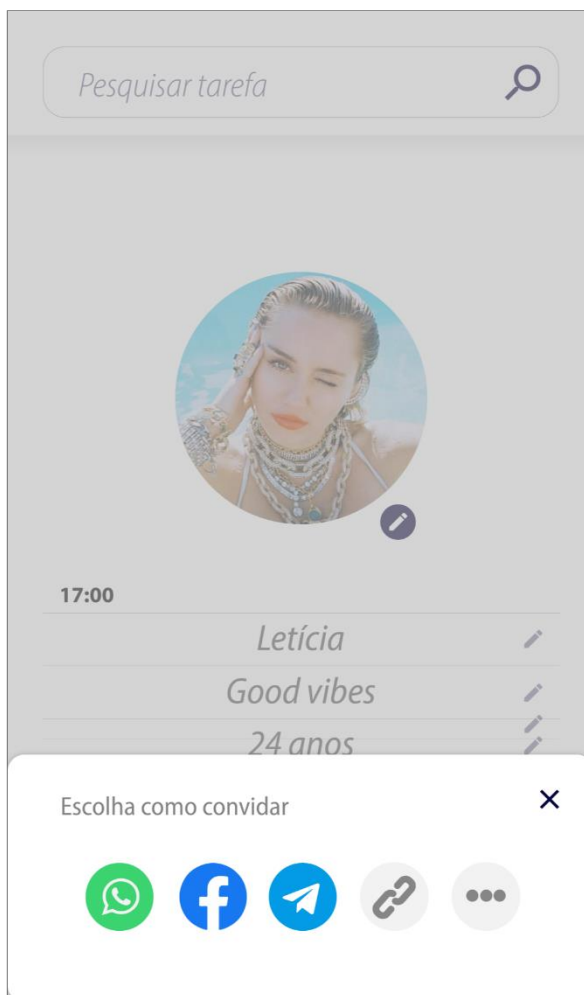 Pesquisar tarefa
17:00
Letícia
Good vibes
24 anos
Escolha como convidar